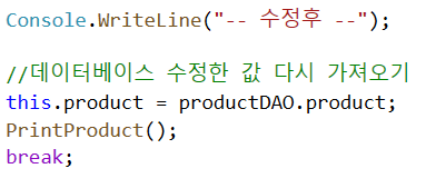 Console.WriteLine("-- 수정후 --");
//데이터베이스 수정한 값 다시 가져오기
this.product = productDAO.product;
PrintProduct();
break;